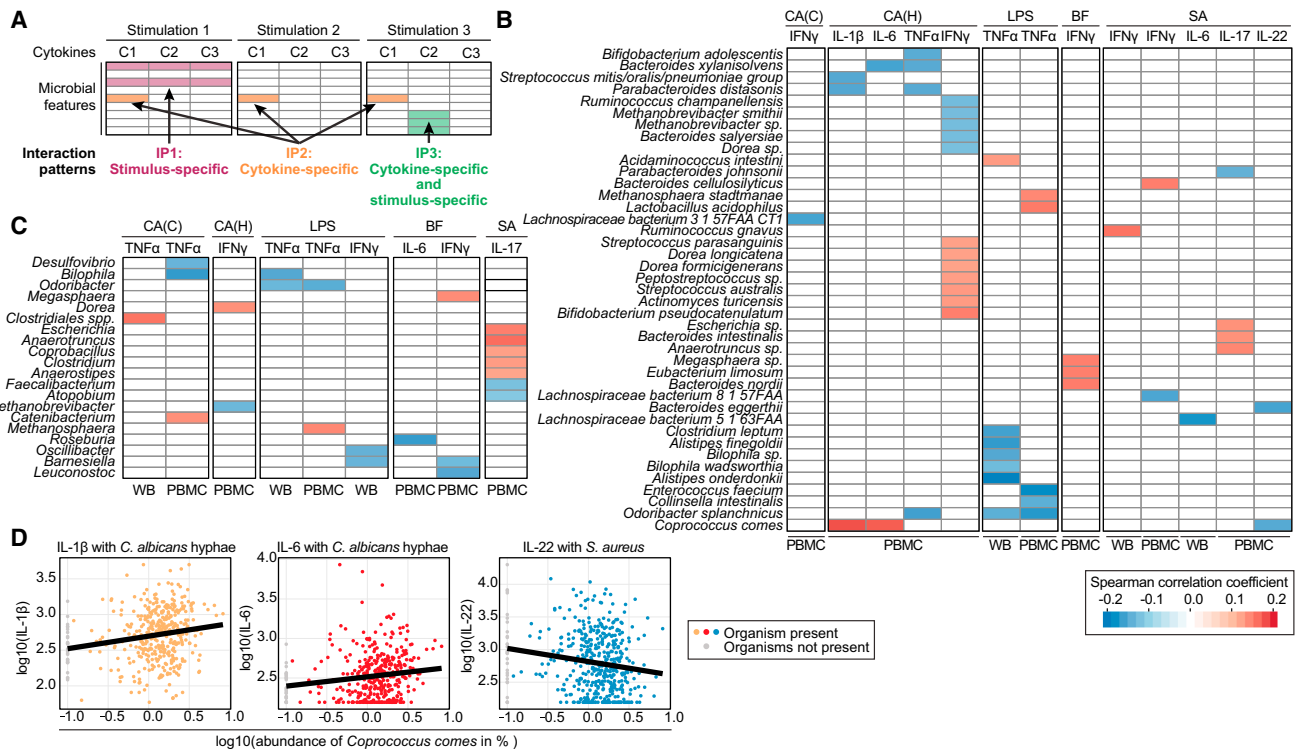 A
Stimulation 1 Stimulation 2 Stimulation 3
Cytokines C1 C2 C3 C1 C2 C3 C1 C2 C3
Microbial
features
Interaction
patterns
IP1:
Stimulus-specific
IP2:
Cytokine-specific
IP3:
Cytokine-specific
and
stimulus-specific
B
CA(C) CA(H) LPS BF SA
IFNγ IL-1β IL-6 TNFα IFNγ TNFα TNFα IFNγ IFNγ IFNγ IL-6 IL-17 IL-22
Bifidobacterium adolescentis
Bacteroides xylanisolvens
Streptococcus mitis/oralis/pneumoniae group
Parabacteroides distasonis
Ruminococcus champanellensis
Methanobrevibacter smithii
Methanobrevibacter sp.
Bacteroides salyersiae
Dorea sp.
Acidaminococcus intestini
Parabacteroides johnsonii
Bacteroides cellulosilyticus
Methanosphaera stadtmanae
Lactobacillus acidophilus
Lachnospiraceae bacterium 3 1 57FAA CT1
Ruminococcus gnavus
Streptococcus parasanguinis
Dorea longicatena
Dorea formicigenerans
Peptostreptococcus sp.
Streptococcus australis
Actinomyces turicensis
Bifidobacterium pseudocatenulatum
Escherichia sp.
Bacteroides intestinalis
Anaerotruncus sp.
Megasphaera sp.
Eubacterium limosum
Bacteroides nordii
Lachnospiraceae bacterium 8 1 57FAA
Bacteroides eggerthii
Lachnospiraceae bacterium 5 1 63FAA
Clostridium leptum
Alistipes finegoldii
Bilophila sp.
Bilophila wadsworthia
Alistipes onderdonkii
Enterococcus faecium
Collinsella intestinalis
Odoribacter splanchnicus
Coprococcus comes
PBMC PBMC WB PBMC PBMC WB PBMC WB PBMC
Spearman correlation coefficient
−0.2 −0.1 0.0 0.1 0.2
C
CA(C) CA(H) LPS BF SA
TNFα TNFα IFNγ TNFα TNFα IFNγ IL-6 IFNγ IL-17
Desulfovibrio
Bilophila
Odoribacter
Megasphaera
Dorea
Clostridiales spp.
Escherichia
Anaerotruncus
Coprobacillus
Clostridium
Anaerostipes
Faecalibacterium
Atopobium
ethanobrevibacter
Catenibacterium
Methanosphaera
Roseburia
Oscillibacter
Barnesiella
Leuconostoc
WB PBMC PBMC WB PBMC WB PBMC PBMC PBMC
D
IL-1β with C. albicans hyphae
log10(IL-1β)
3.5
3.0
2.5
2.0
−1.0 −0.5 0.0 0.5 1.0
IL-6 with C. albicans hyphae
log10(IL-6)
4.0
3.5
3.0
2.5
−1.0 −0.5 0.0 0.5 1.0
IL-22 with S. aureus
log10(IL-22)
4.0
3.5
3.0
2.5
−1.0 −0.5 0.0 0.5 1.0
log10(abundance of Coprococcus comes in % )
Organism present
Organisms not present